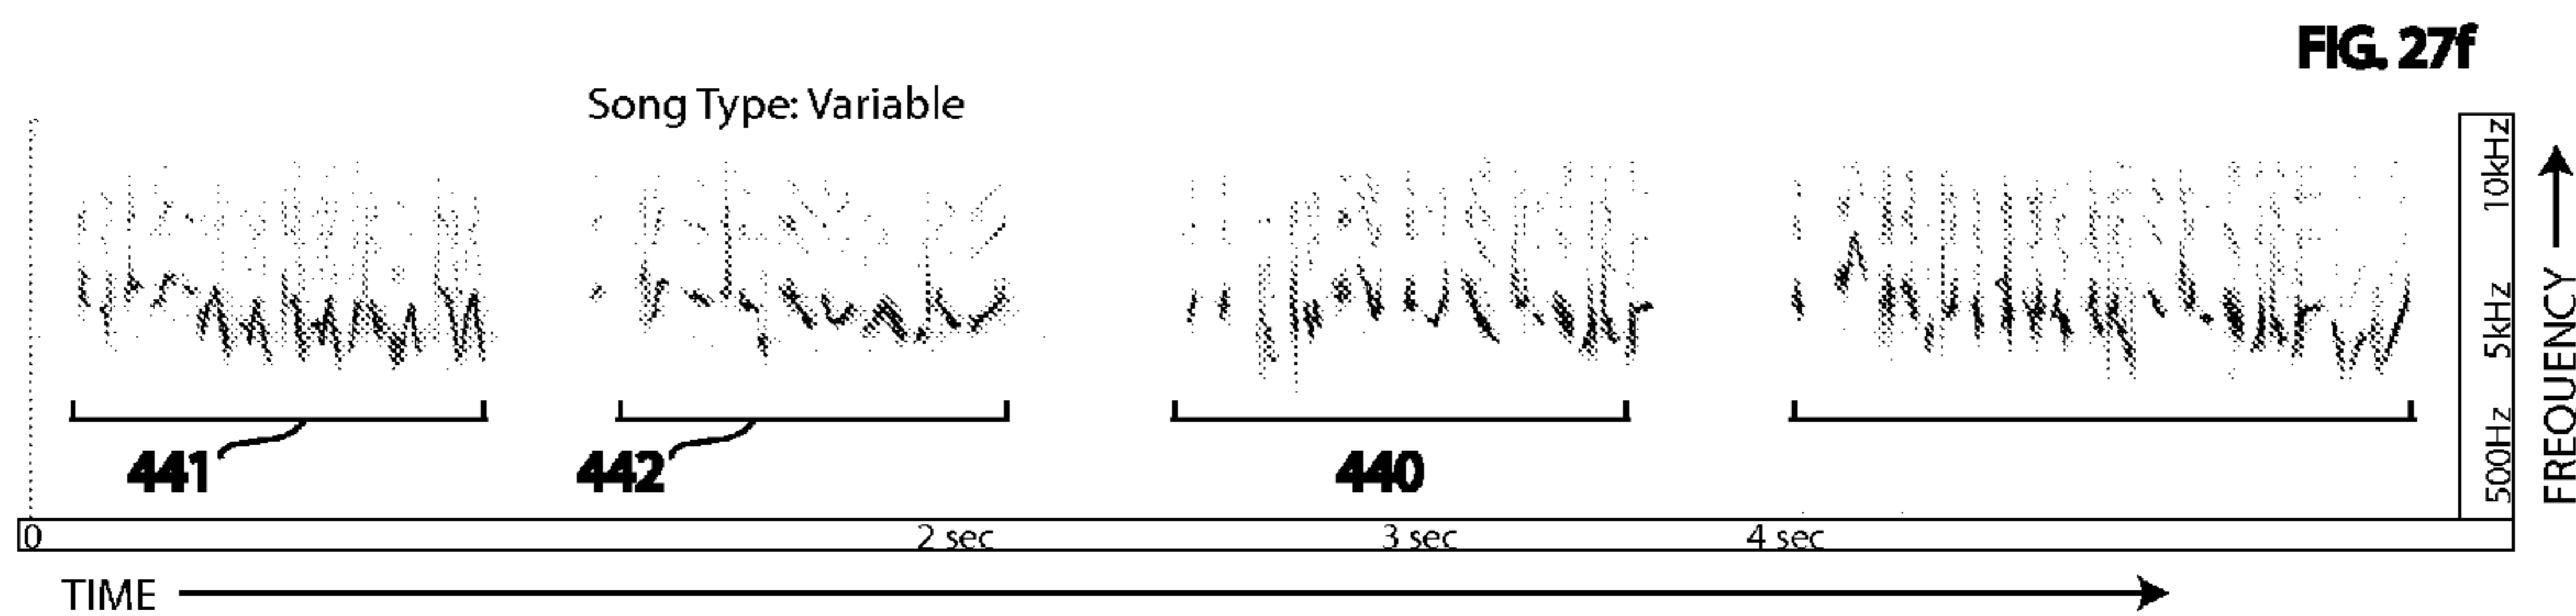 FIG. 27f
Song Type: Variable
10kHz
5kHz
500Hz
FREQUENCY
441
442
440
0 2 sec 3 sec 4 sec
TIME